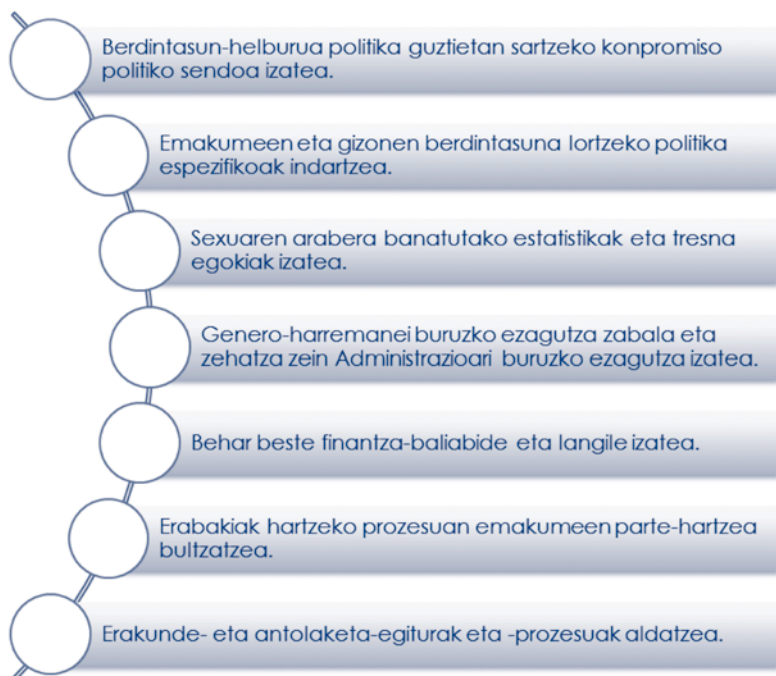 Berdintasun-helburua politika guztietan sartzeko konpromiso
politiko sendoa izatea.
Emakumeen eta gizonen berdintasuna lortzeko politika
espezifikoak indartzea.
Sexuaren arabera banatutako estatistikak eta tresna
egokiak izatea.
Genero-harremanei buruzko ezagutza zabala eta
zehatza zein Administrazioari buruzko ezagutza izatea.
Behar beste finantza-baliabide eta langile izatea.
Erabakiak hartzeko prozesuan emakumeen parte-hartzea
bultzatzea.
Erakunde- eta antolaketa-egiturak eta -prozesuak aldatzea.